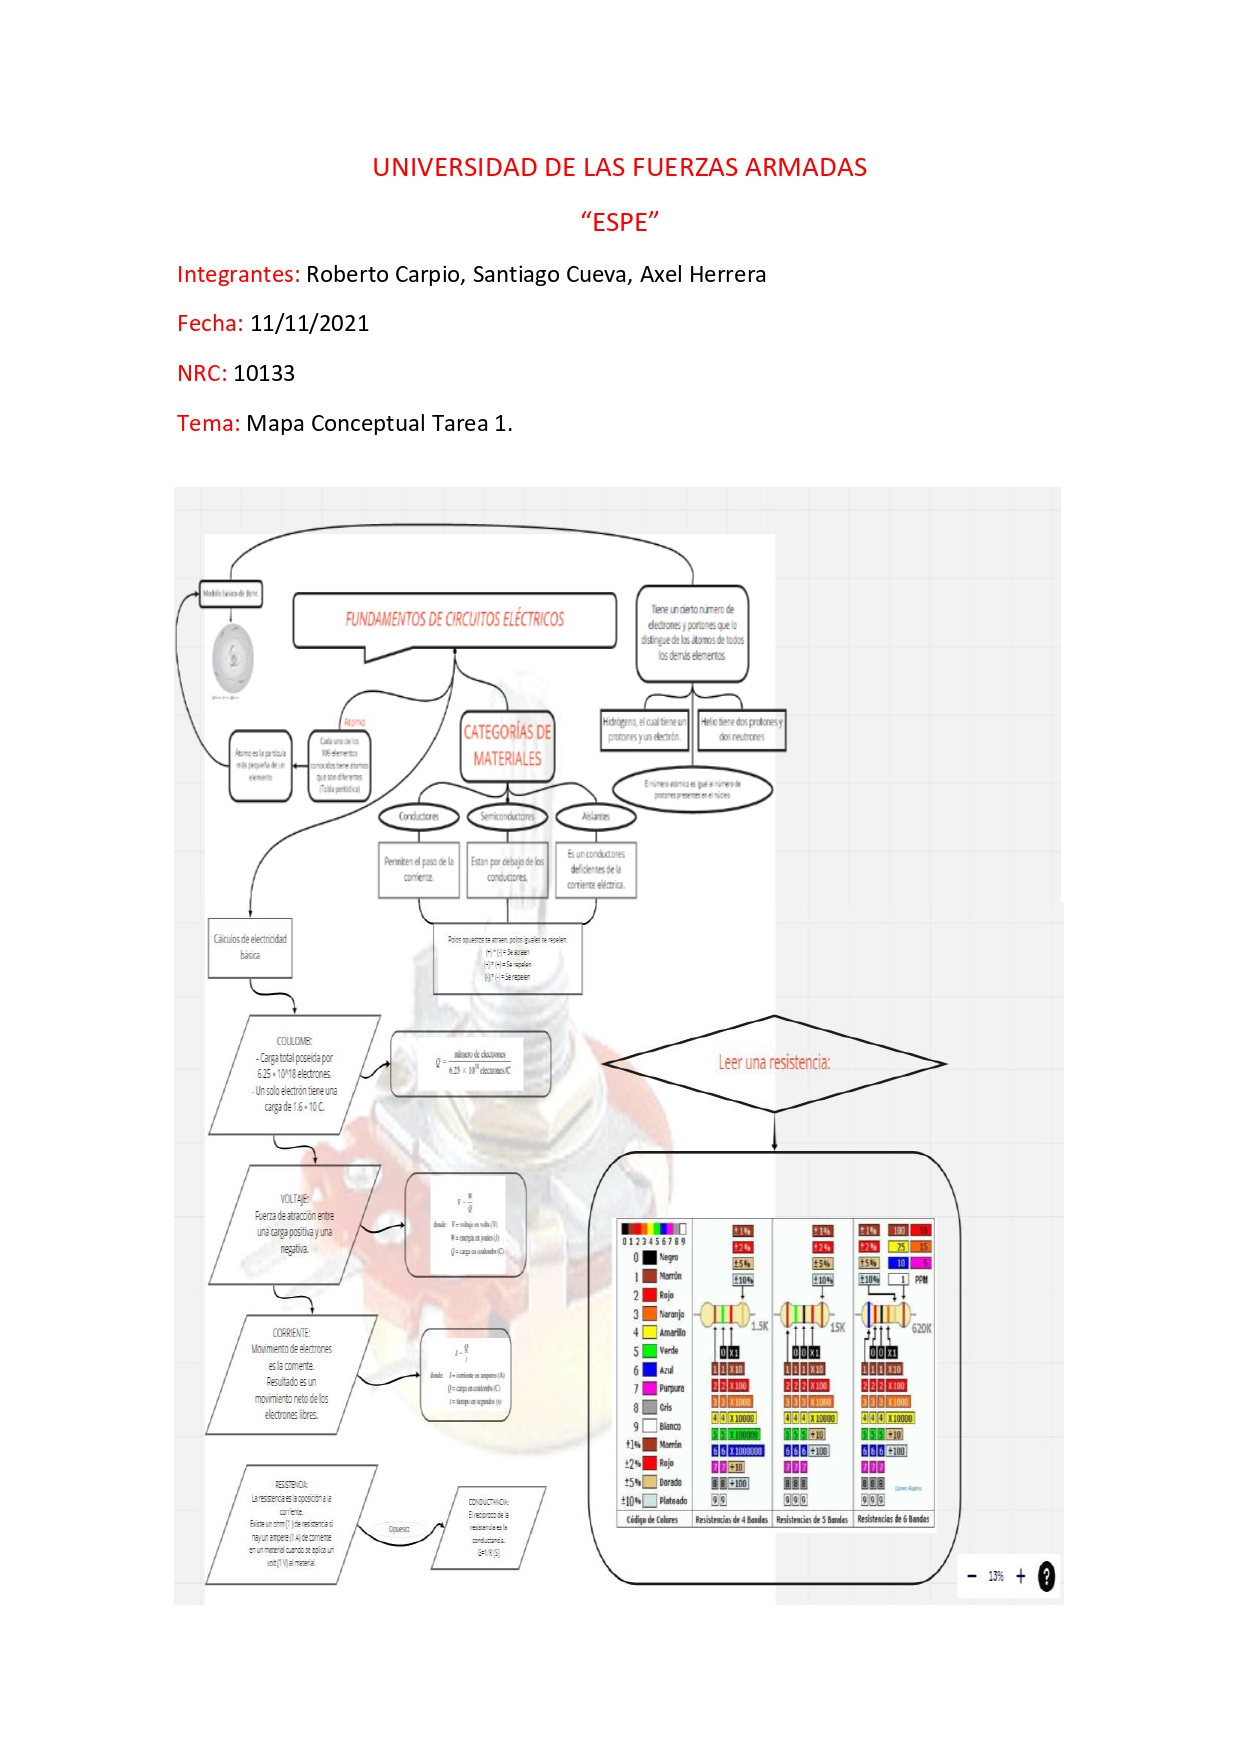 UNIVERSIDAD DE LAS FUERZAS ARMADAS
“ESPE”
Integrantes: Roberto Carpio, Santiago Cueva, Axel Herrera
Fecha: 11/11/2021
NRC: 10133
Tema: Mapa Conceptual Tarea 1.
Modelo básico de Bohr.
FUNDAMENTOS DE CIRCUITOS ELÉCTRICOS
Tiene un cierto número de
electrones y portones que lo
distingue de los átomos de todos
los demás elementos.
Hidrógeno, el cual tiene un
protones y un electrón.
Helio tiene dos protones y
dos neutrones
El número atómico es igual al número de
protones presentes en el núcleo.
Atomo
Cada uno de los
109 elementos
conocidos tiene átomos
que son diferentes
(Tabla periódica)
Átomo es la partícula
más pequeña de un
elemento
CATEGORÍAS DE
MATERIALES
Conductores
Semiconductores
Aislantes
Permiten el paso de la
corriente.
Estan por debajo de los
conductores.
Es un conductores
deficientes de la
corriente eléctrica.
Polos opuestos se atraen, polos iguales se repelen.
(+) * (-) = Se atraen
(+) * (+) = Se repelen
(-) * (-) = Se repelen
Cálculos de electricidad
básica
COULOMB:
- Carga total poseida por
6.25 * 10^18 electrones.
- Un solo electrón tiene una
carga de 1.6 * 10 C.
Q = número de electrones / 6.25 × 10^18 electrones/C
VOLTAJE:
Fuerza de atracción entre
una carga positiva y una
negativa.
V = W / Q
donde: V = voltaje en volts (V)
W = energía en joules (J)
Q = carga en coulombs (C)
CORRIENTE:
Movimiento de electrones
es la corriente.
Resultado es un
movimiento neto de los
electrones libres.
I = Q / t
donde: I = corriente en amperes (A)
Q = carga en coulombs (C)
t = tiempo en segundos (s)
RESISTENCIA:
La resistencia es la oposición a la
corriente.
Existe un ohm (1 ) de resistencia si
hay un ampere (1 A) de corriente
en un material cuando se aplica un
volt (1 V) al material.
Opuesto
CONDUCTANCIA:
El reciproco de la
resistencia es la
conductancia.
G=1/R [S]
Leer una resistencia:
0 1 2 3 4 5 6 7 8 9
0 Negro
1 Marrón
2 Rojo
3 Naranja
4 Amarillo
5 Verde
6 Azul
7 Purpura
8 Gris
9 Blanco
±1% Marrón
±2% Rojo
±5% Dorado
±10% Plateado
Código de Colores
±1%
±2%
±5%
±10%
1.5K
0 X1
1 1 X10
2 2 X100
3 3 X1000
4 4 X10000
5 5 X100000
6 6 X1000000
7 7 ÷10
8 8 ÷100
9 9
Resistencias de 4 Bandas
±1%
±2%
±5%
±10%
15K
0 0 X1
1 1 1 X10
2 2 2 X100
3 3 3 X1000
4 4 4 X10000
5 5 5 ÷10
6 6 6 ÷100
7 7 7
8 8 8
9 9 9
Resistencias de 5 Bandas
±1% 100
±2% 25 15
±5% 10
±10% 1 PPM
620K
0 0 X1
1 1 1 X10
2 2 2 X100
3 3 3 X1000
4 4 4 X10000
5 5 5 ÷10
6 6 6 ÷100
7 7 7
8 8 8
9 9 9
Resistencias de 6 Bandas
− 13% + ?